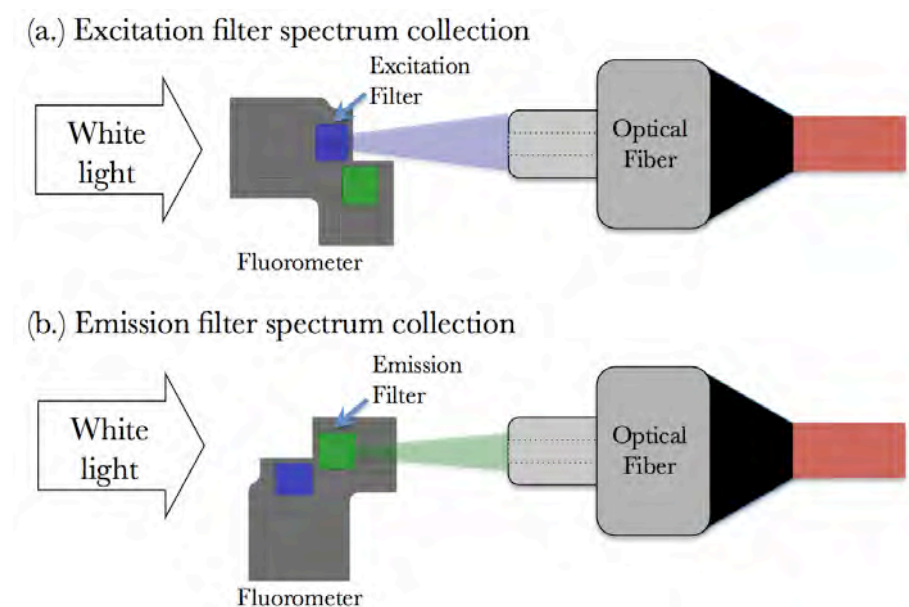 (a.) Excitation filter spectrum collection
Excitation
Filter
White
light
Optical
Fiber
Fluorometer
(b.) Emission filter spectrum collection
Emission
Filter
White
light
Optical
Fiber
Fluorometer